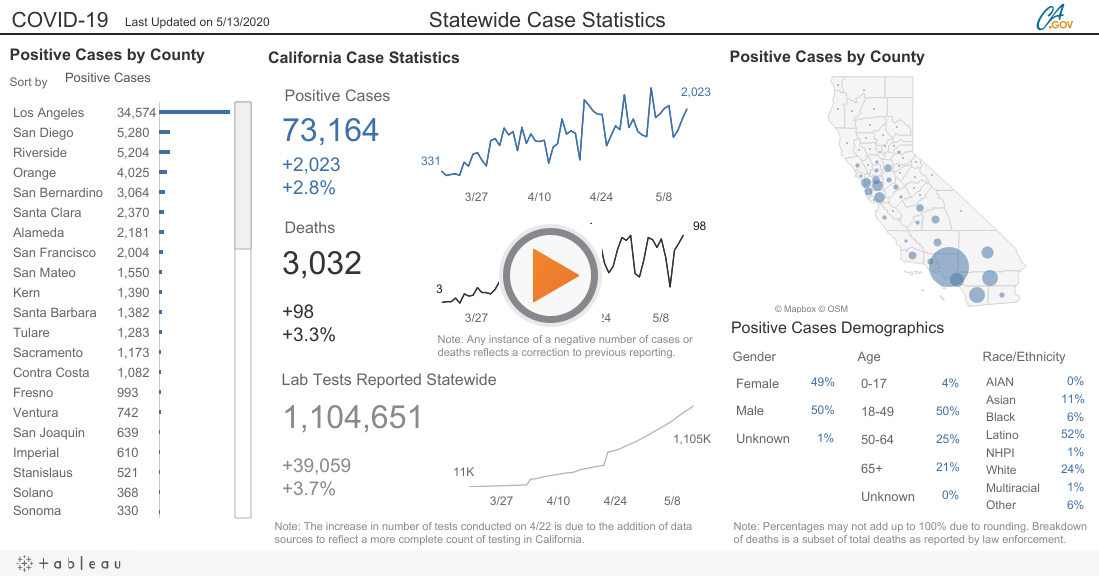 COVID-19 Last Updated on 5/13/2020
Statewide Case Statistics
CA
.GOV
Positive Cases by County
Sort by Positive Cases
Los Angeles 34,574
San Diego 5,280
Riverside 5,204
Orange 4,025
San Bernardino 3,064
Santa Clara 2,370
Alameda 2,181
San Francisco 2,004
San Mateo 1,550
Kern 1,390
Santa Barbara 1,382
Tulare 1,283
Sacramento 1,173
Contra Costa 1,082
Fresno 993
Ventura 742
San Joaquin 639
Imperial 610
Stanislaus 521
Solano 368
Sonoma 330
California Case Statistics
Positive Cases
73,164
+2,023
+2.8%
331
2,023
3/27 4/10 4/24 5/8
Deaths
3,032
+98
+3.3%
3
98
3/27 24 5/8
Note: Any instance of a negative number of cases or
deaths reflects a correction to previous reporting.
Lab Tests Reported Statewide
1,104,651
+39,059
+3.7%
11K
1,105K
3/27 4/10 4/24 5/8
Note: The increase in number of tests conducted on 4/22 is due to the addition of data
sources to reflect a more complete count of testing in California.
Positive Cases by County
© Mapbox © OSM
Positive Cases Demographics
Gender
Female 49%
Male 50%
Unknown 1%
Age
0-17 4%
18-49 50%
50-64 25%
65+ 21%
Unknown 0%
Race/Ethnicity
AIAN 0%
Asian 11%
Black 6%
Latino 52%
NHPI 1%
White 24%
Multiracial 1%
Other 6%
Note: Percentages may not add up to 100% due to rounding. Breakdown
of deaths is a subset of total deaths as reported by law enforcement.
+ableau